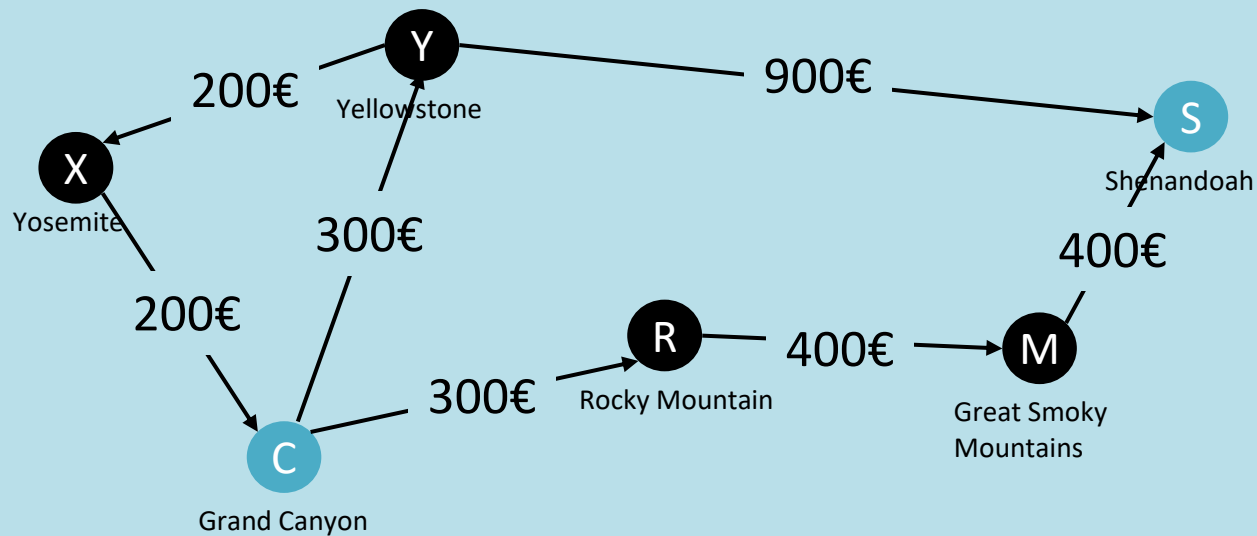 Y
200€
900€
Yellowstone
S
X
Shenandoah
Yosemite
300€
400€
200€
R
400€
M
300€
Rocky Mountain
Great Smoky
Mountains
C
Grand Canyon